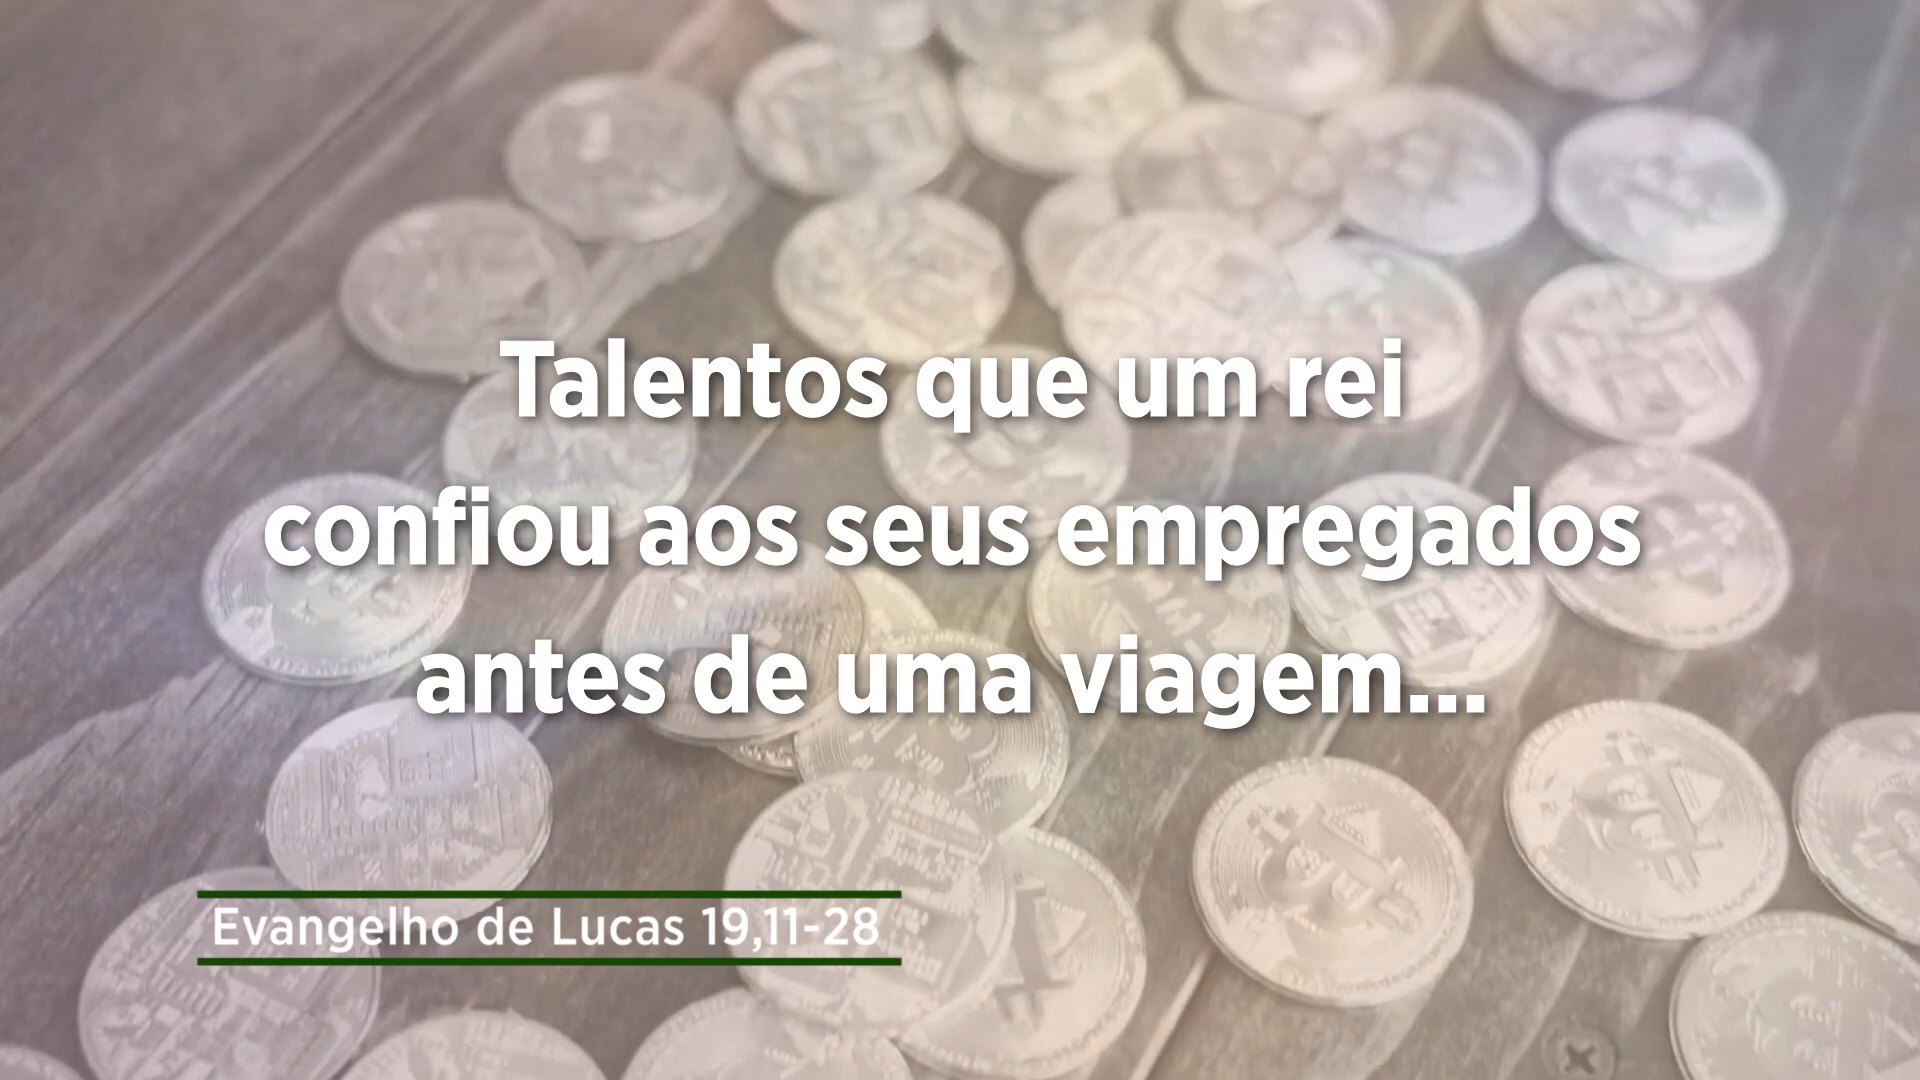 Talentos que um rei
confiou aos seus empregados
antes de uma viagem...
Evangelho de Lucas 19,11-28